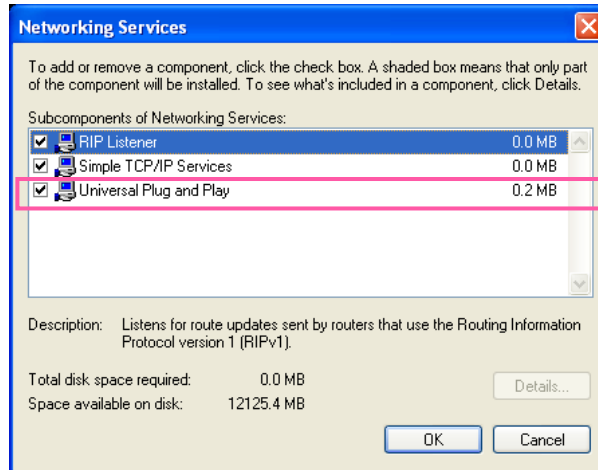 Networking Services
To add or remove a component, click the check box. A shaded box means that only part
of the component will be installed. To see what's included in a component, click Details.
Subcomponents of Networking Services:
RIP Listener 0.0 MB
Simple TCP/IP Services 0.0 MB
Universal Plug and Play 0.2 MB
Description: Listens for route updates sent by routers that use the Routing Information
Protocol version 1 (RIPv1).
Total disk space required: 0.0 MB
Details...
Space available on disk: 12125.4 MB
OK Cancel